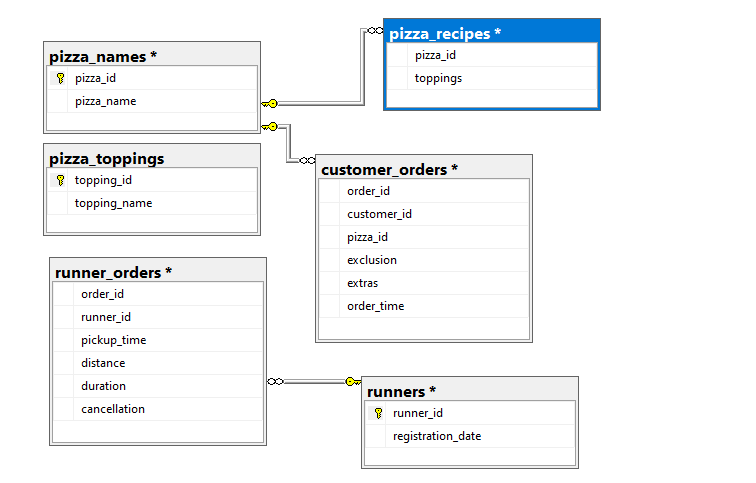 pizza_names *
pizza_id
pizza_name
pizza_recipes *
pizza_id
toppings
pizza_toppings
topping_id
topping_name
customer_orders *
order_id
customer_id
pizza_id
exclusion
extras
order_time
runner_orders *
order_id
runner_id
pickup_time
distance
duration
cancellation
runners *
runner_id
registration_date